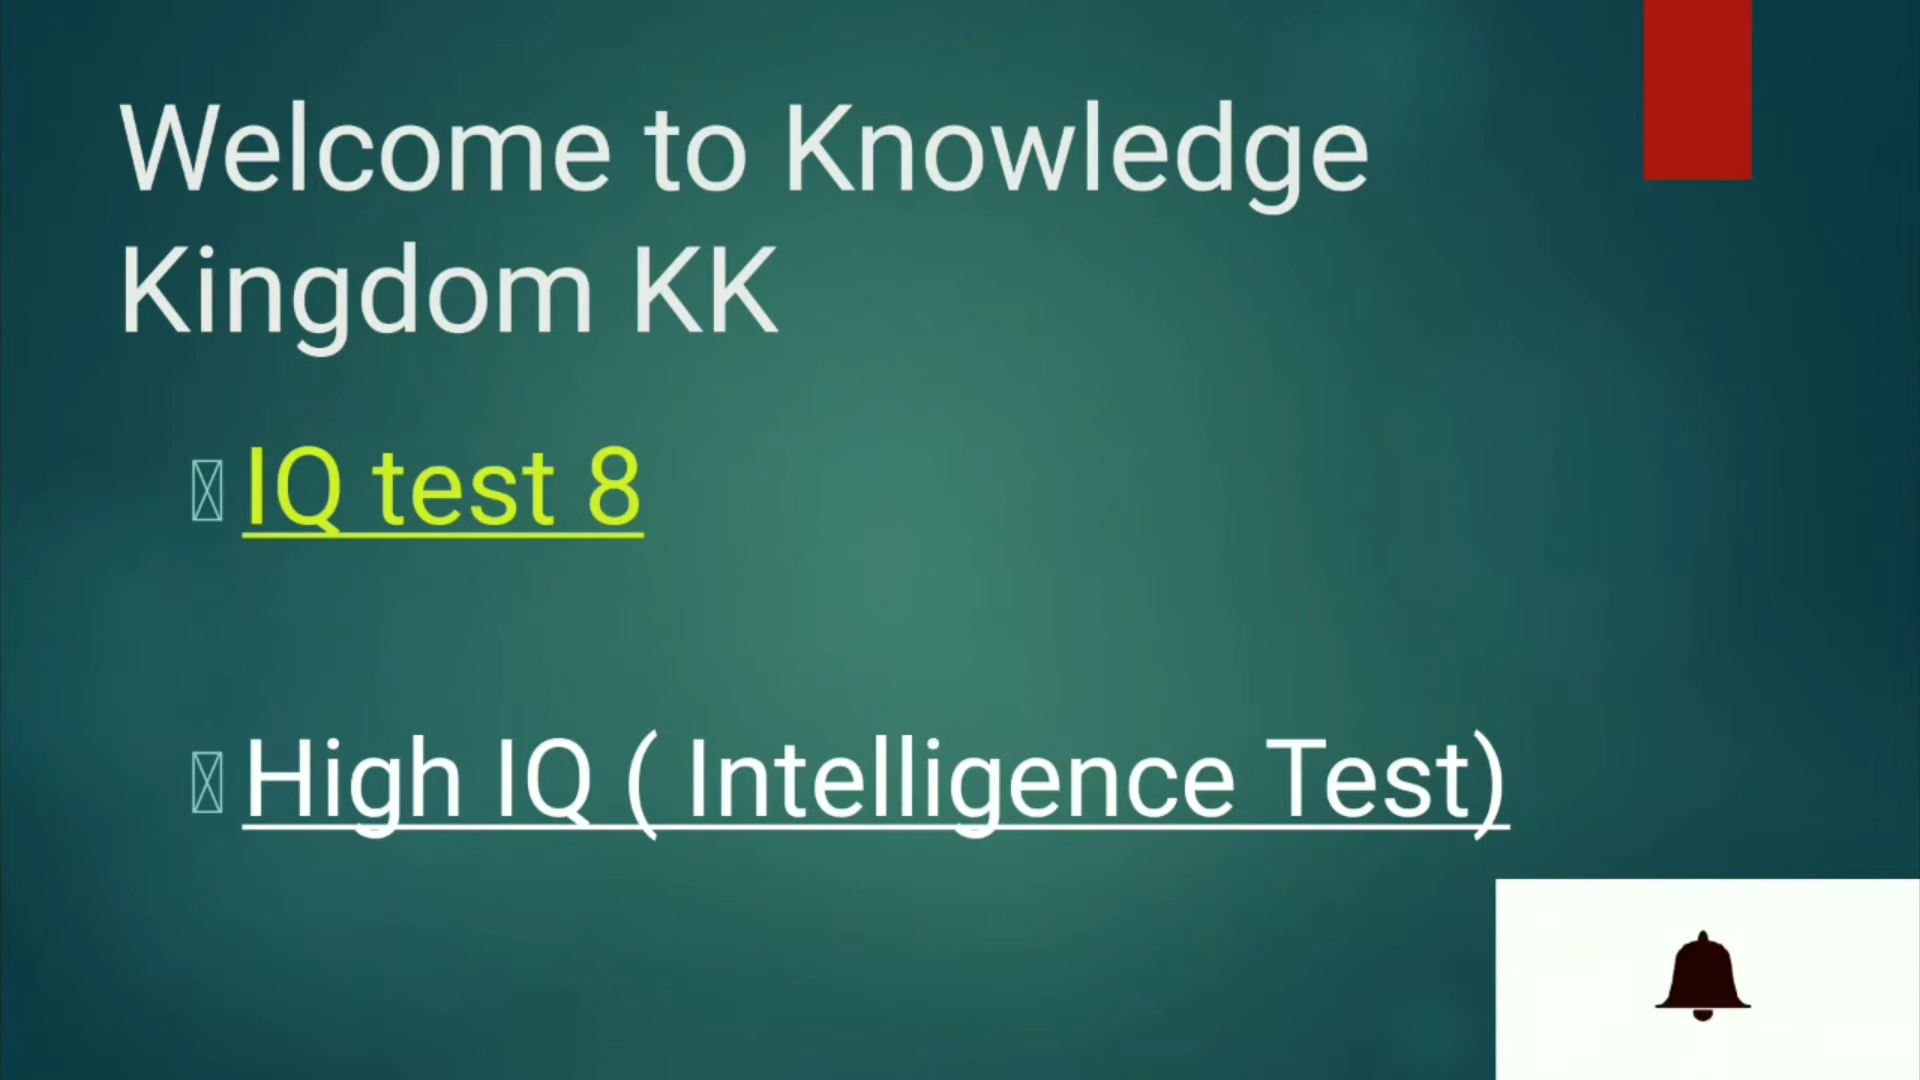 Welcome to Knowledge
Kingdom KK
IQ test 8
High IQ ( Intelligence Test)